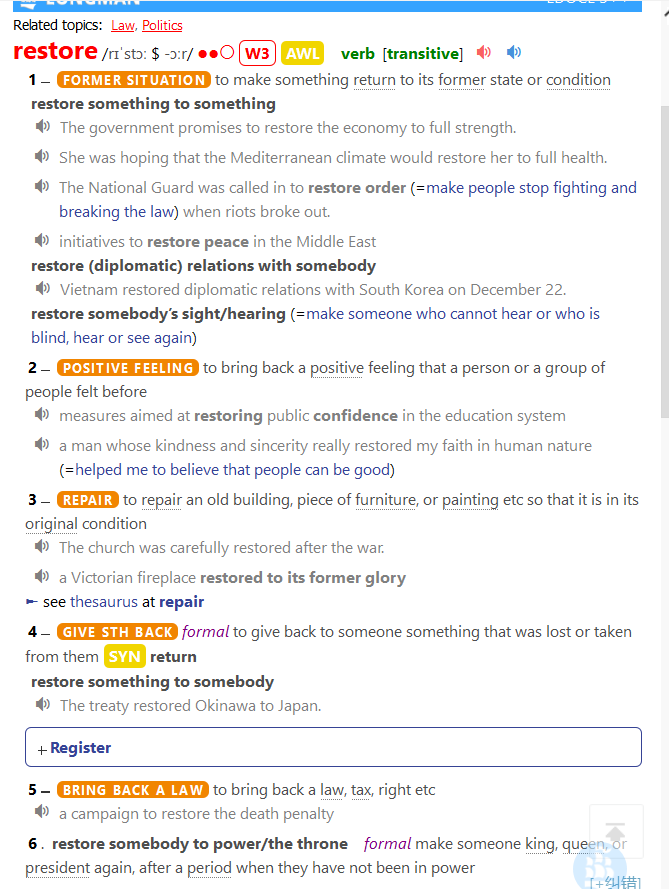 LONGMAN LDOCE 5++
Related topics: Law, Politics
restore /rɪˈstɔː $ -ɔːr/ ●●○ W3 AWL verb [transitive]
1 – FORMER SITUATION to make something return to its former state or condition
restore something to something
The government promises to restore the economy to full strength.
She was hoping that the Mediterranean climate would restore her to full health.
The National Guard was called in to restore order (=make people stop fighting and
breaking the law) when riots broke out.
initiatives to restore peace in the Middle East
restore (diplomatic) relations with somebody
Vietnam restored diplomatic relations with South Korea on December 22.
restore somebody’s sight/hearing (=make someone who cannot hear or who is
blind, hear or see again)
2 – POSITIVE FEELING to bring back a positive feeling that a person or a group of
people felt before
measures aimed at restoring public confidence in the education system
a man whose kindness and sincerity really restored my faith in human nature
(=helped me to believe that people can be good)
3 – REPAIR to repair an old building, piece of furniture, or painting etc so that it is in its
original condition
The church was carefully restored after the war.
a Victorian fireplace restored to its former glory
► see thesaurus at repair
4 – GIVE STH BACK formal to give back to someone something that was lost or taken
from them SYN return
restore something to somebody
The treaty restored Okinawa to Japan.
+ Register
5 – BRING BACK A LAW to bring back a law, tax, right etc
a campaign to restore the death penalty
6 . restore somebody to power/the throne formal make someone king, queen, or
president again, after a period when they have not been in power
[+纠错]